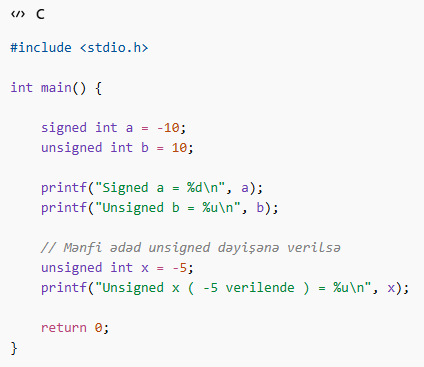 </> C
#include <stdio.h>
int main() {
signed int a = -10;
unsigned int b = 10;
printf("Signed a = %d\n", a);
printf("Unsigned b = %u\n", b);
// Mənfi ədəd unsigned dəyişənə verilsə
unsigned int x = -5;
printf("Unsigned x ( -5 verilende ) = %u\n", x);
return 0;
}